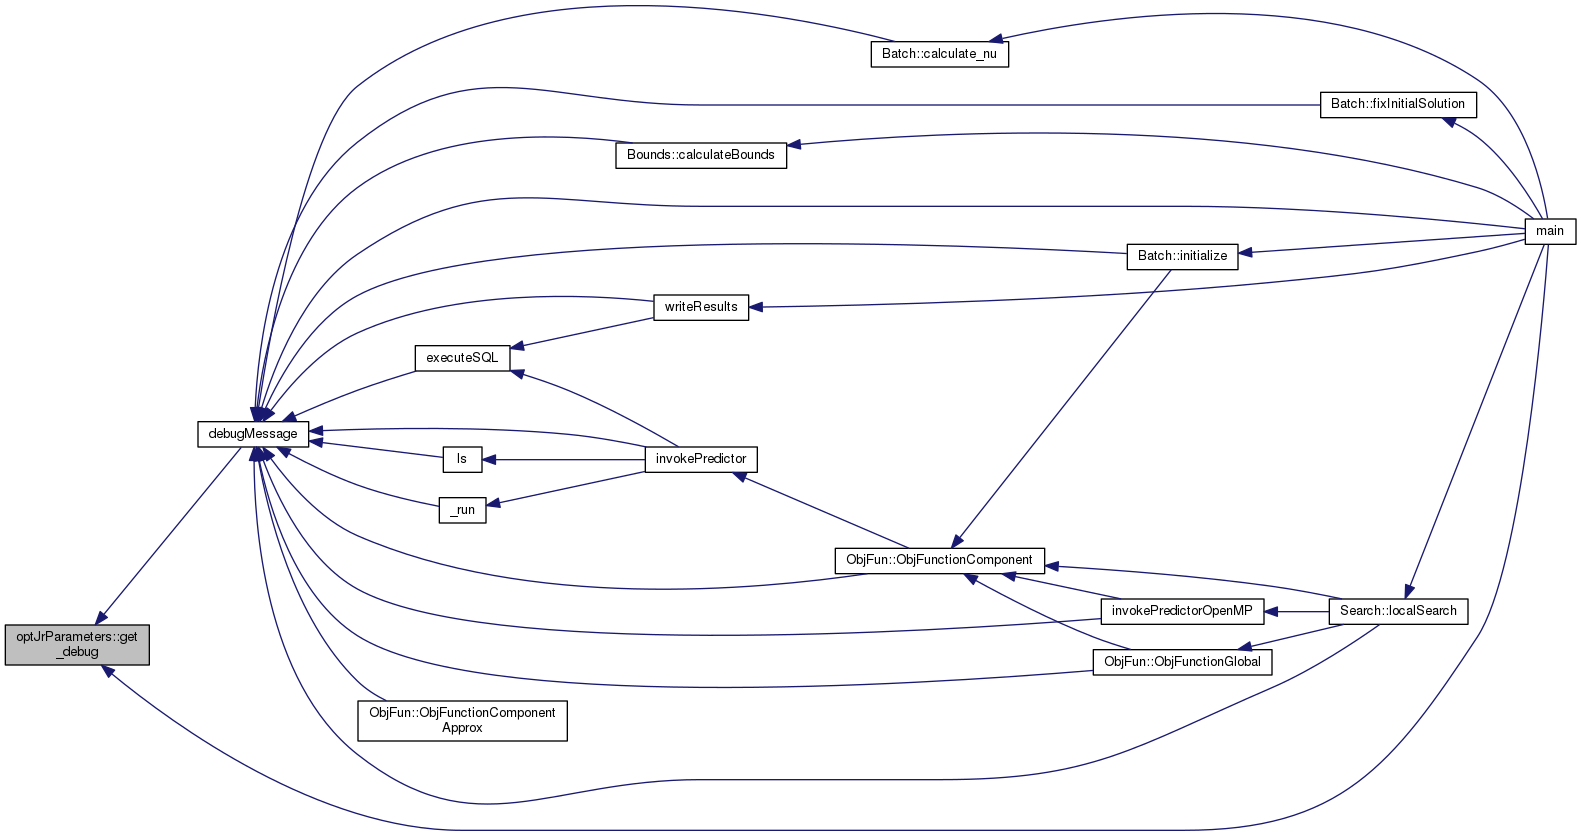 Batch::calculate_nu
Batch::fixInitialSolution
Bounds::calculateBounds
main
Batch::initialize
writeResults
executeSQL
debugMessage
ls
invokePredictor
_run
ObjFun::ObjFunctionComponent
invokePredictorOpenMP
Search::localSearch
optJrParameters::get
_debug
ObjFun::ObjFunctionGlobal
ObjFun::ObjFunctionComponent
Approx